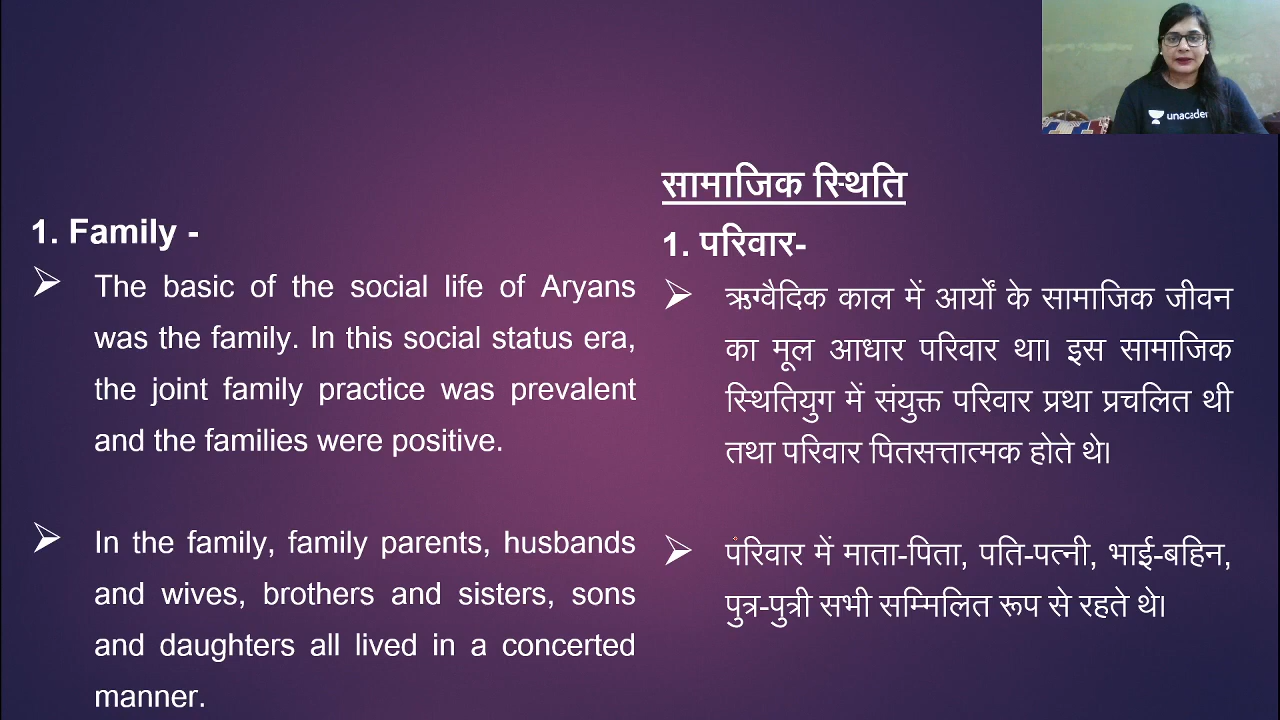 1. Family -
The basic of the social life of Aryans
was the family. In this social status era,
the joint family practice was prevalent
and the families were positive.
In the family, family parents, husbands
and wives, brothers and sisters, sons
and daughters all lived in a concerted
manner.
unacade
सामाजिक स्थिति
1. परिवार-
ऋग्वैदिक काल में आर्यों के सामाजिक जीवन
का मूल आधार परिवार था। इस सामाजिक
स्थितियुग में संयुक्त परिवार प्रथा प्रचलित थी
तथा परिवार पितसत्तात्मक होते थे।
परिवार में माता-पिता, पति-पत्नी, भाई-बहिन,
पुत्र-पुत्री सभी सम्मिलित रूप से रहते थे।